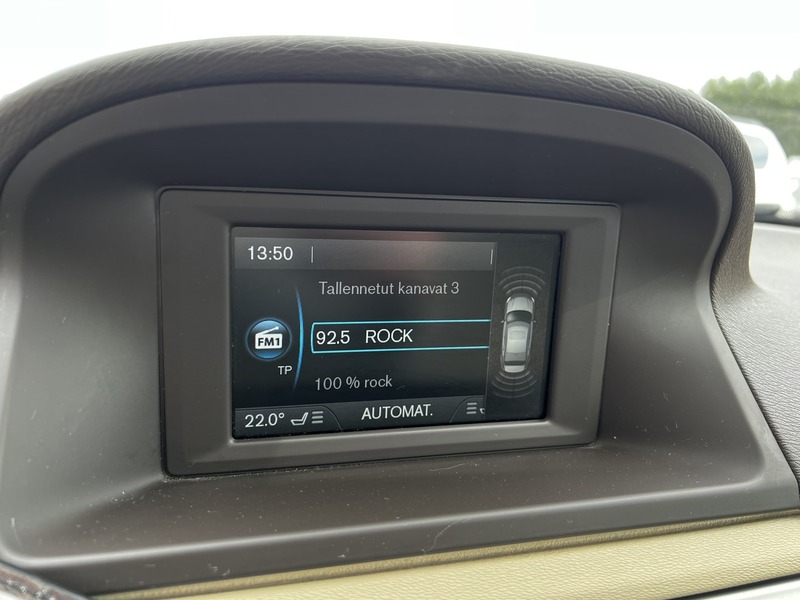 13:50
Tallennetut kanavat 3
FM1
92.5 ROCK
TP
100 % rock
22.0° AUTOMAT.